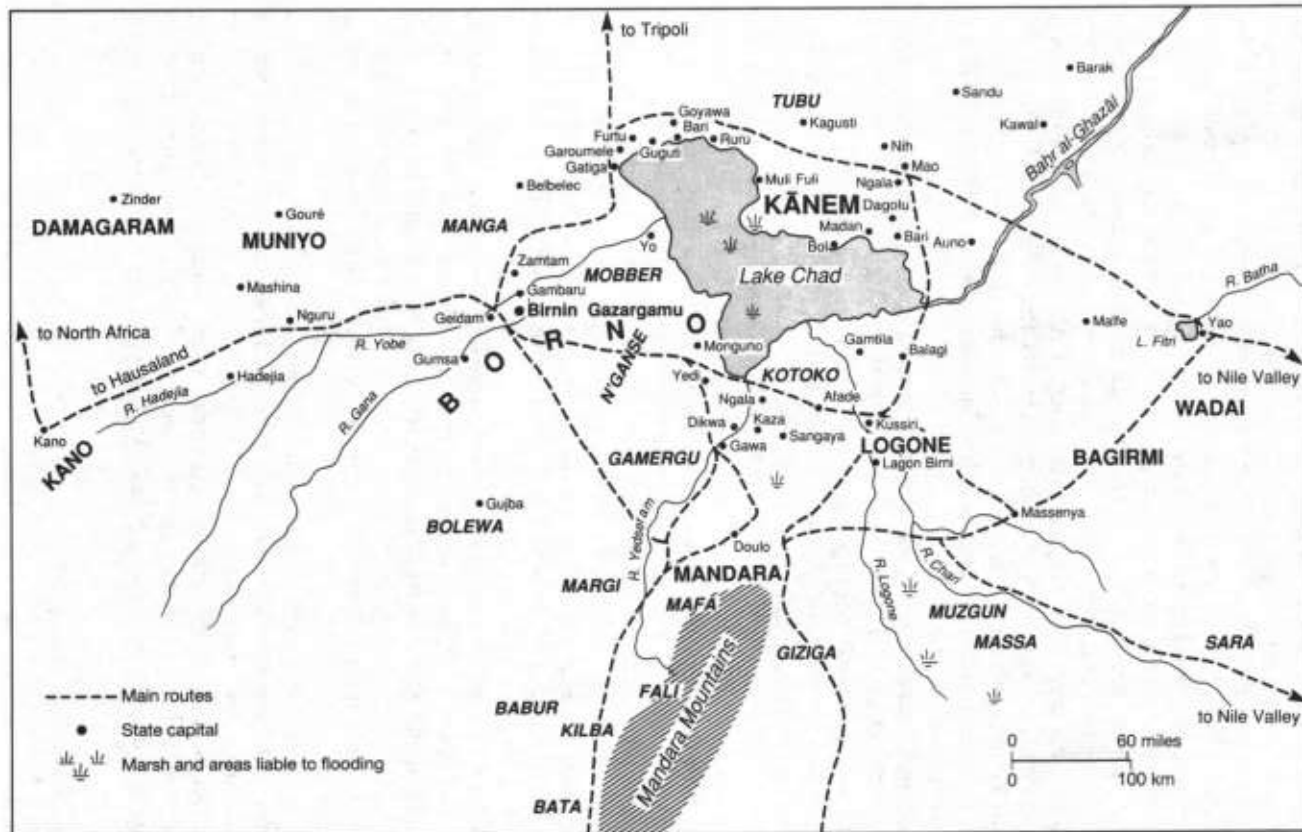 to Tripoli
Barak
Sandu
TUBU
Goyawa
Kagusti
Kawal
Bahr al-Ghazāl
Furtu
Bari
Ruru
Garoumele
Guguti
Nih
Gatiga
Mao
Belbelec
Muli Fuli
Ngala
Zinder
KĀNEM
DAMAGARAM
Gouré
MANGA
Dagolu
MUNIYO
Madan
Bari
Auno
Yo
Bol
Zamtam
MOBBER
Lake Chad
R. Batha
Mashina
Gambaru
Birnin Gazargamu
to North Africa
Nguru
Geidam
Malfe
Yao
L. Fitri
R. Yobe
BORNO
Monguno
Gamtila
Balagi
Gumsa
to Hausaland
N'GANSE
KOTOKO
to Nile Valley
Hadejia
R. Hadejia
R. Gana
Yedi
WADAI
Ngala
Afade
Kano
KANO
Dikwa
Kaza
Kussiri
Gawa
Sangaya
LOGONE
GAMERGU
Lagon Birni
BAGIRMI
Gujba
BOLEWA
R. Yedseram
Massenya
Doulo
MARGI
MANDARA
R. Logone
R. Chari
MAFA
MUZGUN
MASSA
SARA
GIZIGA
Main routes
FALI
BABUR
State capital
KILBA
Mandara Mountains
to Nile Valley
Marsh and areas liable to flooding
0 60 miles
0 100 km
BATA